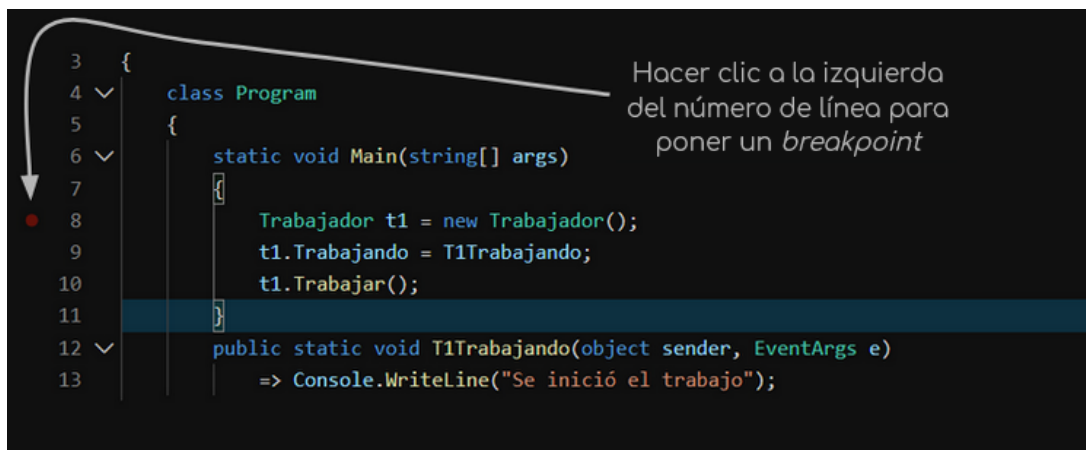 Hacer clic a la izquierda
del número de línea para
poner un breakpoint
3 {
4 class Program
5 {
6 static void Main(string[] args)
7 {
8 Trabajador t1 = new Trabajador();
9 t1.Trabajando = T1Trabajando;
10 t1.Trabajar();
11 }
12 public static void T1Trabajando(object sender, EventArgs e)
13 => Console.WriteLine("Se inició el trabajo");